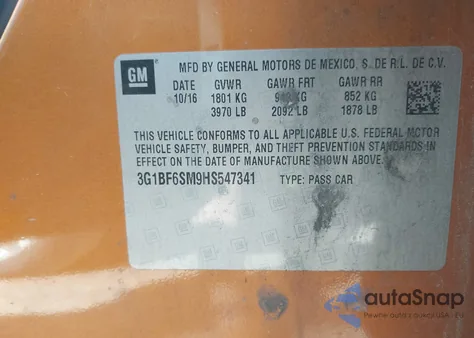 GM
MFD BY GENERAL MOTORS DE MEXICO, S. DE R.L. DE C.V.
DATE GVWR GAWR FRT GAWR RR
10/16 1801 KG KG 852 KG
3970 LB 2092 LB 1878 LB
THIS VEHICLE CONFORMS TO ALL APPLICABLE U.S. FEDERAL MOTOR
VEHICLE SAFETY, BUMPER, AND THEFT PREVENTION STANDARDS
IN EFFECT ON THE DATE OF MANUFACTURE SHOWN ABOVE.
3G1BF6SM9HS547341 TYPE: PASS CAR
autoSnap